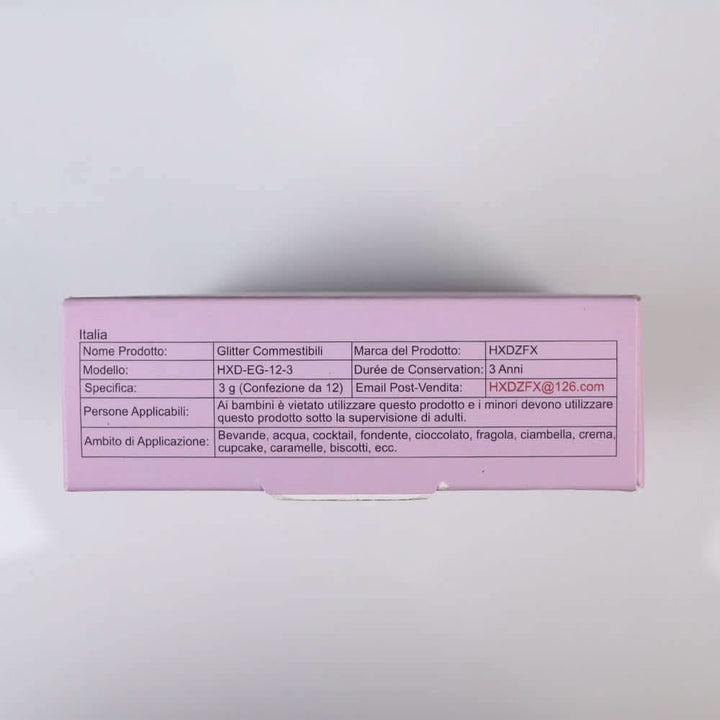 Italia
Nome Prodotto: Glitter Commestibili Marca del Prodotto: HXDZFX
Modello: HXD-EG-12-3 Durée de Conservation: 3 Anni
Specifica: 3 g (Confezione da 12) Email Post-Vendita: HXDZFX@126.com
Persone Applicabili: Ai bambini è vietato utilizzare questo prodotto e i minori devono utilizzare
questo prodotto sotto la supervisione di adulti.
Ambito di Applicazione: Bevande, acqua, cocktail, fondente, cioccolato, fragola, ciambella, crema,
cupcake, caramelle, biscotti, ecc.